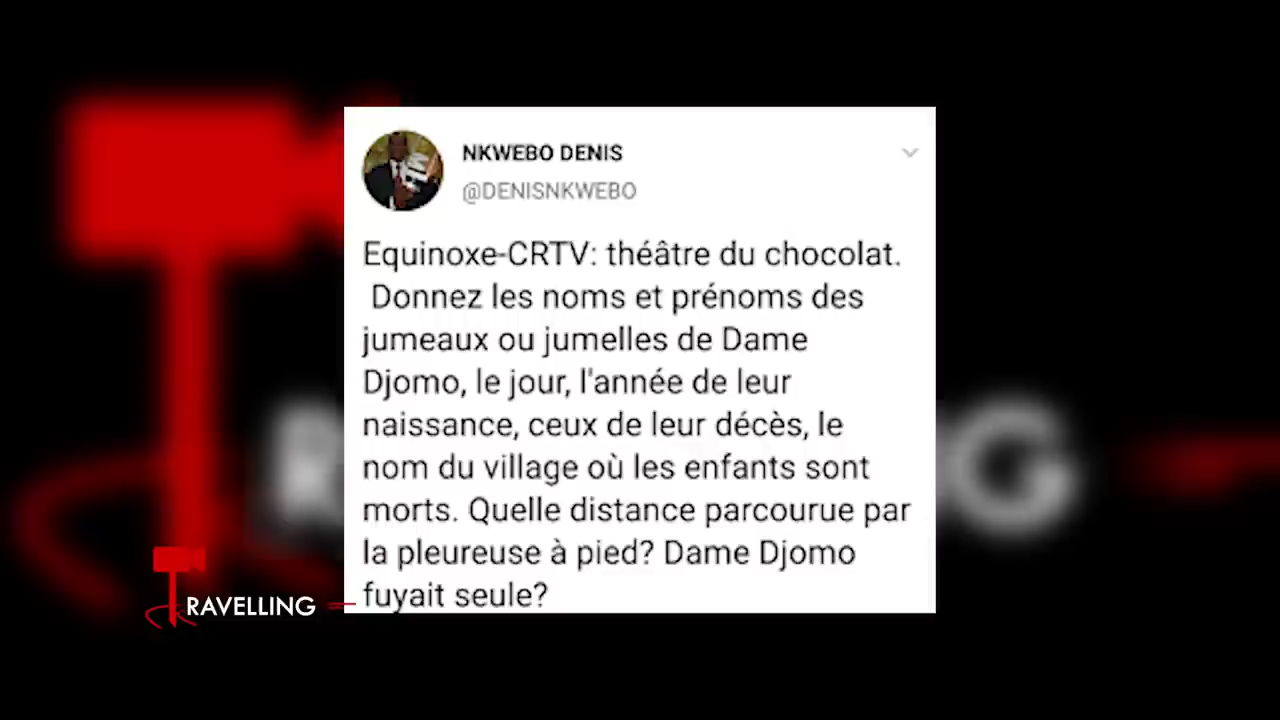 NKWEBO DENIS
@DENISNKWEBO
Equinoxe-CRTV: théâtre du chocolat.
Donnez les noms et prénoms des
jumeaux ou jumelles de Dame
Djomo, le jour, l'année de leur
naissance, ceux de leur décès, le
nom du village où les enfants sont
morts. Quelle distance parcourue par
la pleureuse à pied? Dame Djomo
fuyait seule?
TRAVELLING